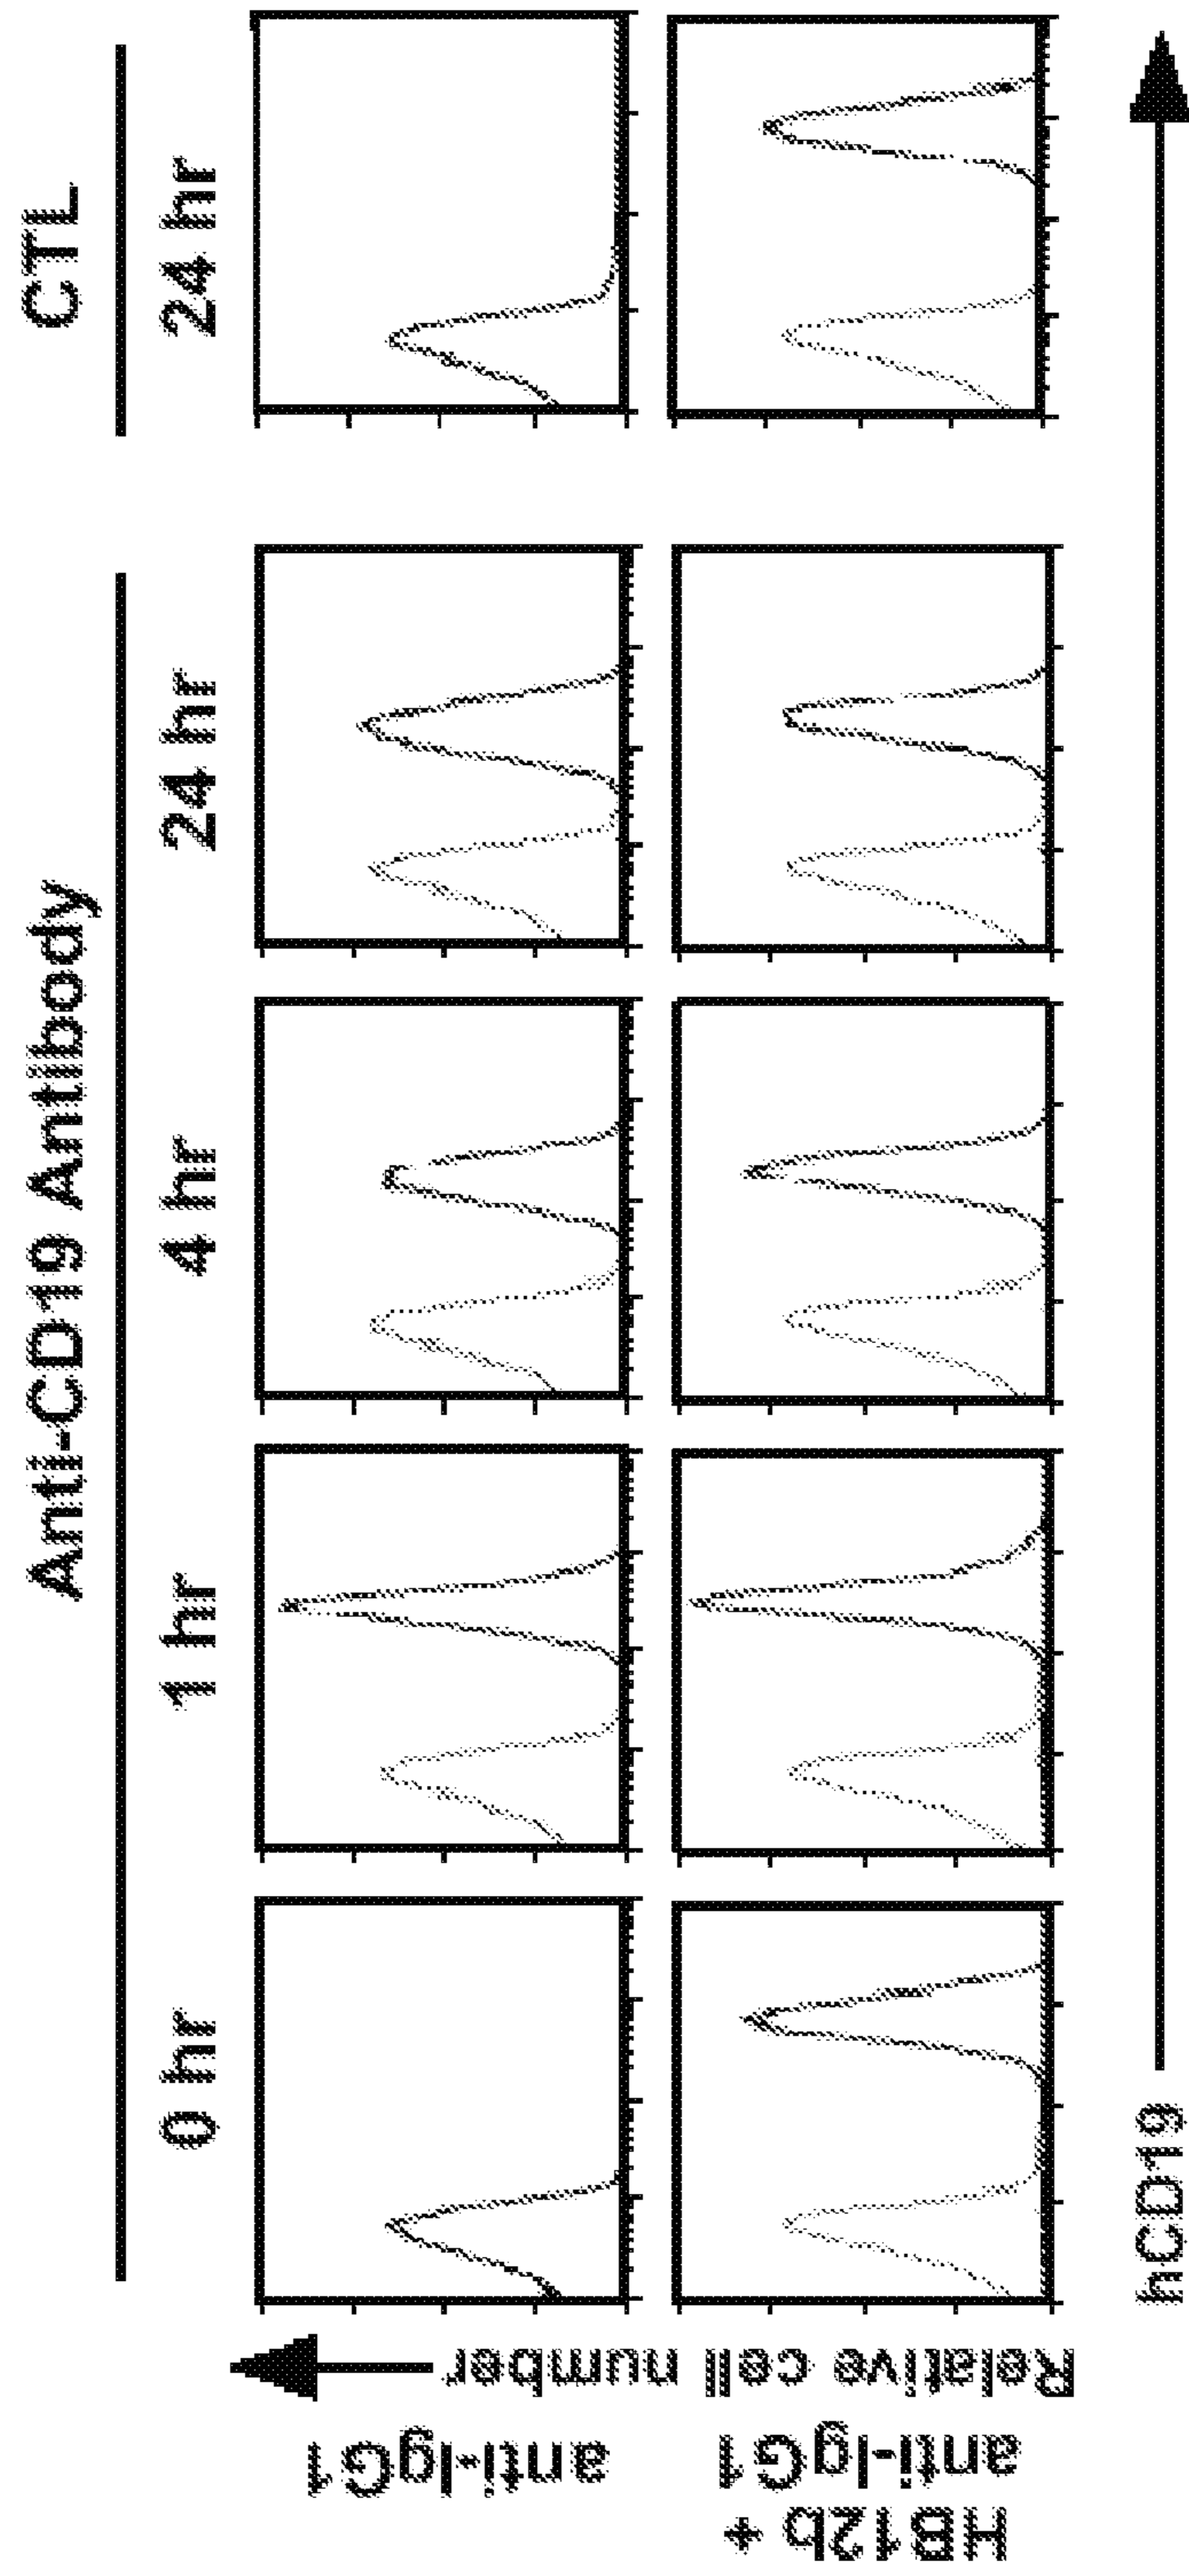 Anti-CD19 Antibody
CTL
0 hr
1 hr
4 hr
24 hr
24 hr
Relative cell number
anti-IgG1
HB12b +
anti-IgG1
hCD19